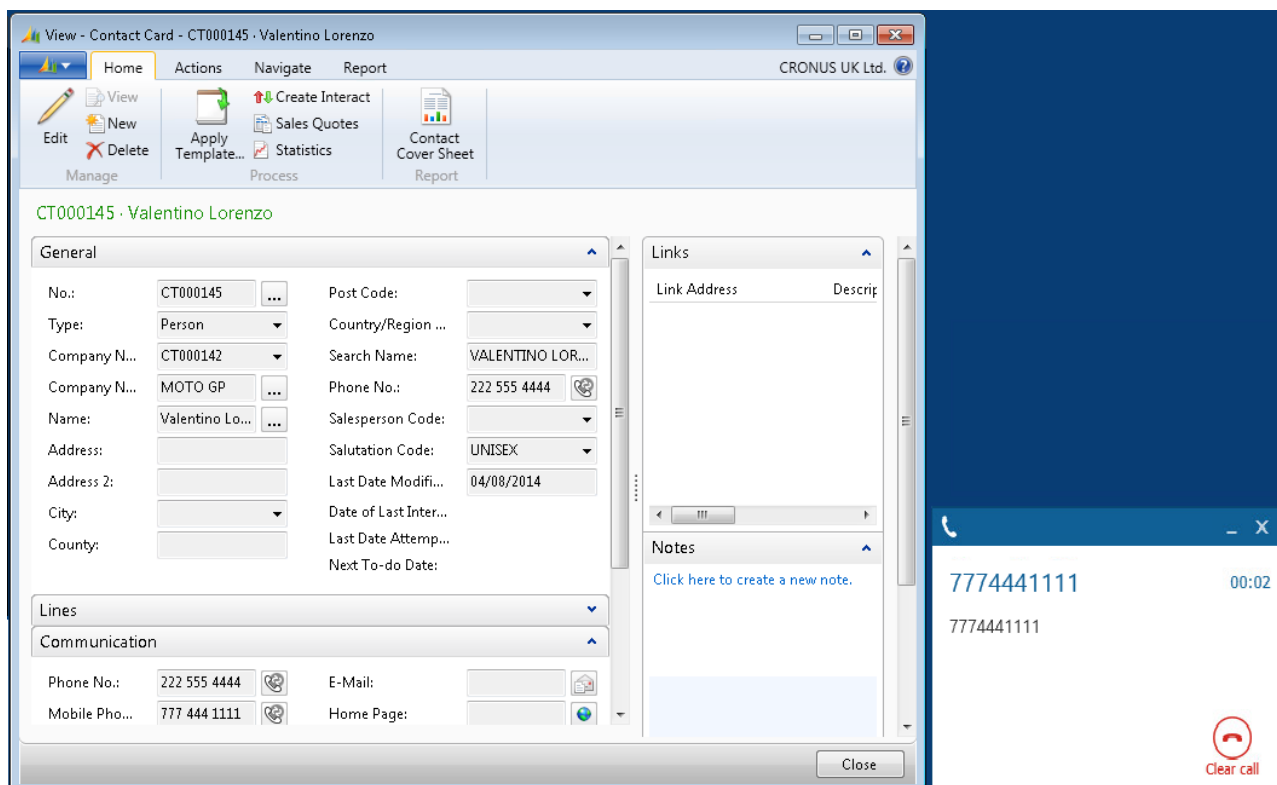 View - Contact Card - CT000145 · Valentino Lorenzo
Home Actions Navigate Report CRONUS UK Ltd.
Edit
View
New
Delete
Manage
Apply Template...
Create Interact
Sales Quotes
Statistics
Process
Contact Cover Sheet
Report
CT000145 · Valentino Lorenzo
General
No.: CT000145 ...
Type: Person
Company N... CT000142
Company N... MOTO GP ...
Name: Valentino Lo... ...
Address:
Address 2:
City:
County:
Post Code:
Country/Region ...
Search Name: VALENTINO LOR...
Phone No.: 222 555 4444
Salesperson Code:
Salutation Code: UNISEX
Last Date Modifi... 04/08/2014
Date of Last Inter...
Last Date Attemp...
Next To-do Date:
Lines
Communication
Phone No.: 222 555 4444
Mobile Pho... 777 444 1111
E-Mail:
Home Page:
Links
Link Address Descrip
Notes
Click here to create a new note.
Close
7774441111 00:02
7774441111
Clear call